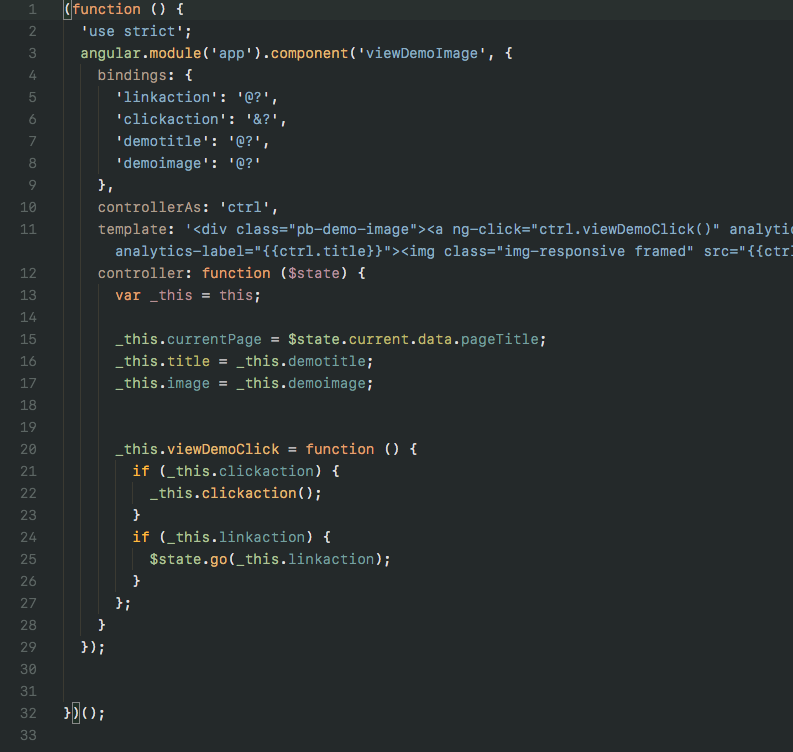 1 (function () {
2 'use strict';
3 angular.module('app').component('viewDemoImage', {
4 bindings: {
5 'linkaction': '@?',
6 'clickaction': '&?',
7 'demotitle': '@?',
8 'demoimage': '@?'
9 },
10 controllerAs: 'ctrl',
11 template: '<div class="pb-demo-image"><a ng-click="ctrl.viewDemoClick()" analytic
analytics-label="{{ctrl.title}}"><img class="img-responsive framed" src="{{ctrl
12 controller: function ($state) {
13 var _this = this;
14
15 _this.currentPage = $state.current.data.pageTitle;
16 _this.title = _this.demotitle;
17 _this.image = _this.demoimage;
18
19
20 _this.viewDemoClick = function () {
21 if (_this.clickaction) {
22 _this.clickaction();
23 }
24 if (_this.linkaction) {
25 $state.go(_this.linkaction);
26 }
27 };
28 }
29 });
30
31
32 })();
33